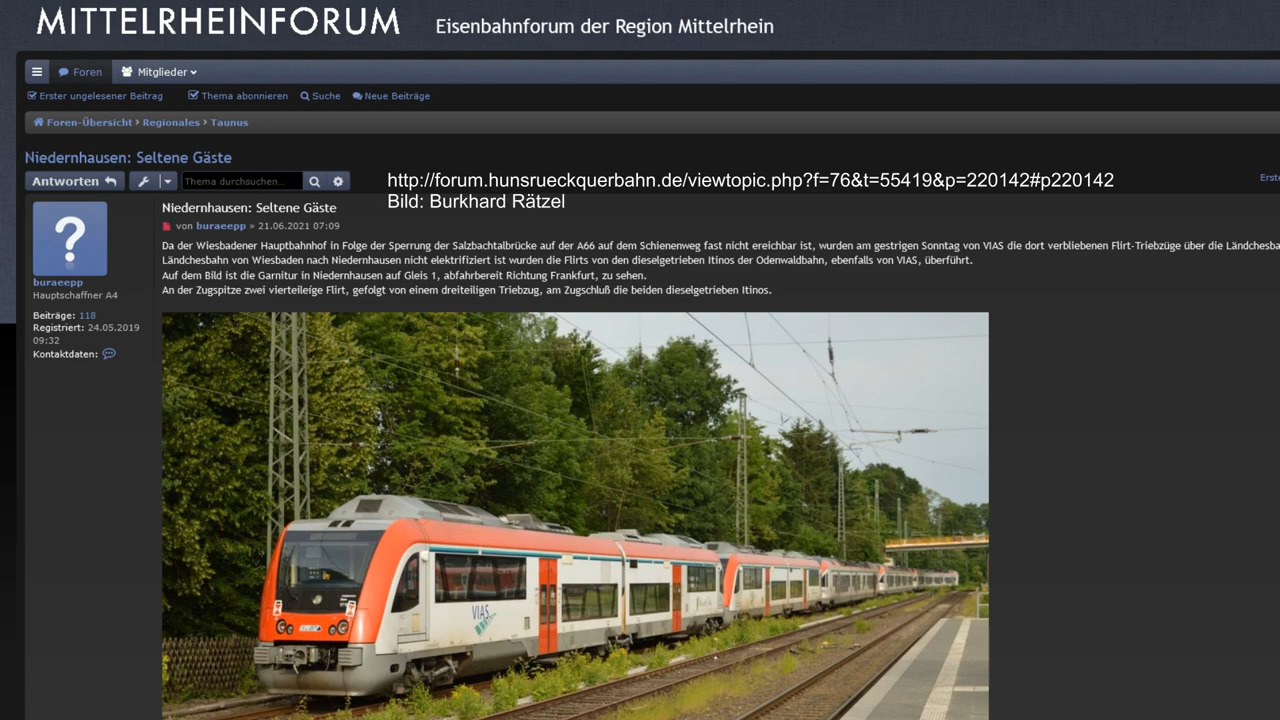 MITTELRHEINFORUM
Eisenbahnforum der Region Mittelrhein
Foren
Mitglieder
Erster ungelesener Beitrag Thema abonnieren Suche Neue Beiträge
Foren-Übersicht › Regionales › Taunus
Niedernhausen: Seltene Gäste
Antworten Thema durchsuchen...
http://forum.hunsrueckquerbahn.de/viewtopic.php?f=76&t=55419&p=220142#p220142
Bild: Burkhard Rätzel
Erste
buraeepp
Hauptschaffner A4
Beiträge: 118
Registriert: 24.05.2019
09:32
Kontaktdaten:
Niedernhausen: Seltene Gäste
von buraeepp » 21.06.2021 07:09
Da der Wiesbadener Hauptbahnhof in Folge der Sperrung der Salzbachtalbrücke auf der A66 auf dem Schienenweg fast nicht ereichbar ist, wurden am gestrigen Sonntag von VIAS die dort verbliebenen Flirt-Triebzüge über die Ländchesba
Ländchesbahn von Wiesbaden nach Niedernhausen nicht elektrifiziert ist wurden die Flirts von den dieselgetrieben Itinos der Odenwaldbahn, ebenfalls von VIAS, überführt.
Auf dem Bild ist die Garnitur in Niedernhausen auf Gleis 1, abfahrbereit Richtung Frankfurt, zu sehen.
An der Zugspitze zwei vierteileíge Flirt, gefolgt von einem dreiteiligen Triebzug, am Zugschluß die beiden dieselgetrieben Itinos.
VIAS